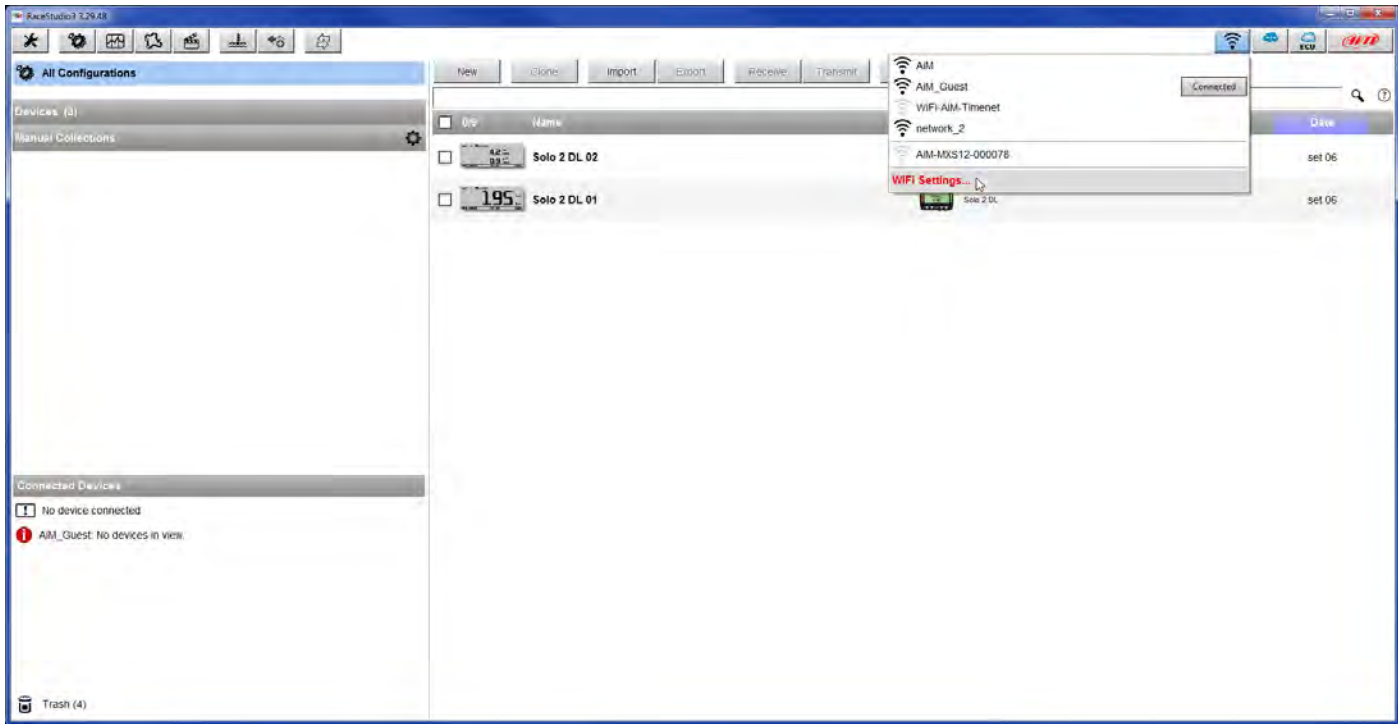 RaceStudio3 3.29.48
ECU
AiM
All Configurations
New Clone Import Export Receive Transmit
AiM
AiM_Guest Connected
WiFi-AiM-Timenet
network_2
AiM-MXS12-000078
WiFi Settings...
Devices (3)
Manual Collections
Name Date
Solo 2 DL 02 set 06
195 Solo 2 DL 01 Solo 2 DL set 06
Connected Devices
No device connected
AiM_Guest: No devices in view.
Trash (4)